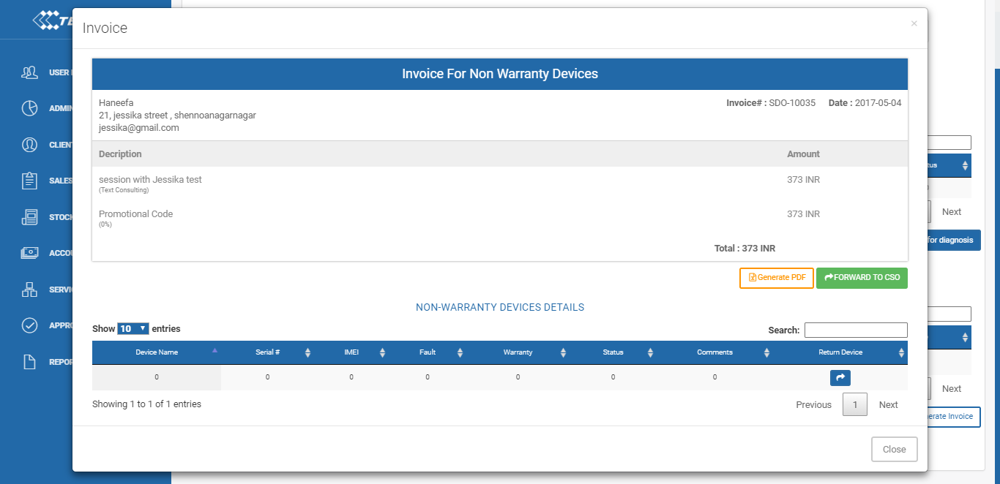 Invoice
×
Invoice For Non Warranty Devices
Haneefa
Invoice# : SDO-10035 Date : 2017-05-04
21, jessika street , shennoanagarnagar
jessika@gmail.com
Decription Amount
session with Jessika test 373 INR
(Text Consulting)
Promotional Code 373 INR
(0%)
Total : 373 INR
Generate PDF FORWARD TO CSO
NON-WARRANTY DEVICES DETAILS
Show 10 entries Search:
Device Name Serial # IMEI Fault Warranty Status Comments Return Device
0 0 0 0 0 0 0
Showing 1 to 1 of 1 entries Previous 1 Next
Close
USER
ADMIN
CLIENT
SALES
STOCK
ACCOU
SERVI
APPRO
REPOR
tus
Next
for diagnosis
Next
erate Invoice